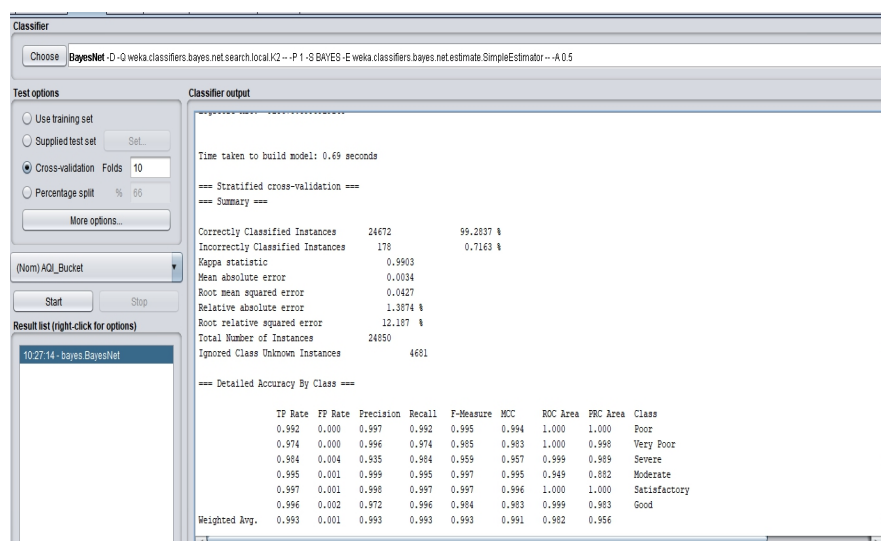 Classifier
Choose BayesNet -D -Q weka.classifiers.bayes.net.search.local.K2 -- -P 1 -S BAYES -E weka.classifiers.bayes.net.estimate.SimpleEstimator -- -A 0.5
Test options
Use training set
Supplied test set Set...
Cross-validation Folds 10
Percentage split % 66
More options...
(Nom) AQI_Bucket
Start Stop
Result list (right-click for options)
10:27:14 - bayes.BayesNet
Classifier output
Time taken to build model: 0.69 seconds
=== Stratified cross-validation ===
=== Summary ===
Correctly Classified Instances 24672 99.2837 %
Incorrectly Classified Instances 178 0.7163 %
Kappa statistic 0.9903
Mean absolute error 0.0034
Root mean squared error 0.0427
Relative absolute error 1.3874 %
Root relative squared error 12.187 %
Total Number of Instances 24850
Ignored Class Unknown Instances 4681
=== Detailed Accuracy By Class ===
TP Rate FP Rate Precision Recall F-Measure MCC ROC Area PRC Area Class
0.992 0.000 0.997 0.992 0.995 0.994 1.000 1.000 Poor
0.974 0.000 0.996 0.974 0.985 0.983 1.000 0.998 Very Poor
0.984 0.004 0.935 0.984 0.959 0.957 0.999 0.989 Severe
0.995 0.001 0.999 0.995 0.997 0.995 0.949 0.882 Moderate
0.997 0.001 0.998 0.997 0.997 0.996 1.000 1.000 Satisfactory
0.996 0.002 0.972 0.996 0.984 0.983 0.999 0.983 Good
Weighted Avg. 0.993 0.001 0.993 0.993 0.993 0.991 0.982 0.956